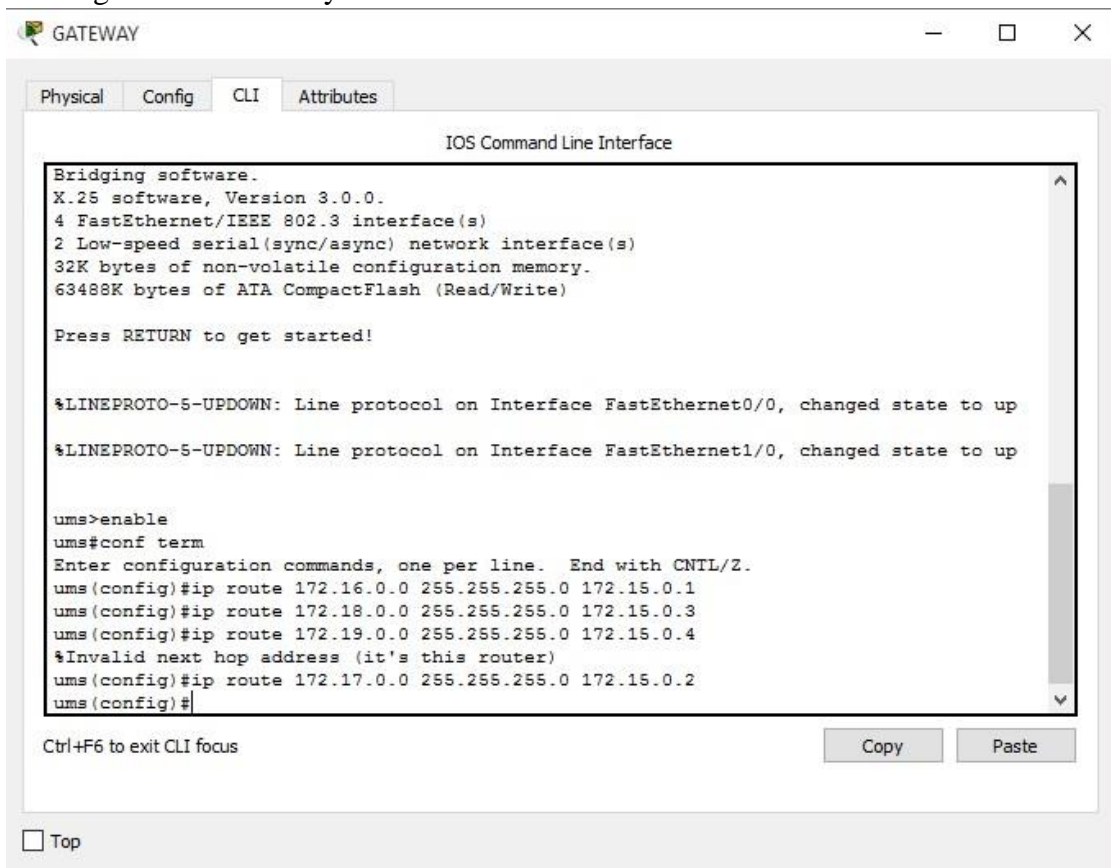 GATEWAY
Physical Config CLI Attributes
IOS Command Line Interface
Bridging software.
X.25 software, Version 3.0.0.
4 FastEthernet/IEEE 802.3 interface(s)
2 Low-speed serial(sync/async) network interface(s)
32K bytes of non-volatile configuration memory.
63488K bytes of ATA CompactFlash (Read/Write)
Press RETURN to get started!
%LINEPROTO-5-UPDOWN: Line protocol on Interface FastEthernet0/0, changed state to up
%LINEPROTO-5-UPDOWN: Line protocol on Interface FastEthernet1/0, changed state to up
ums>enable
ums#conf term
Enter configuration commands, one per line. End with CNTL/Z.
ums(config)#ip route 172.16.0.0 255.255.255.0 172.15.0.1
ums(config)#ip route 172.18.0.0 255.255.255.0 172.15.0.3
ums(config)#ip route 172.19.0.0 255.255.255.0 172.15.0.4
%Invalid next hop address (it's this router)
ums(config)#ip route 172.17.0.0 255.255.255.0 172.15.0.2
ums(config)#
Ctrl+F6 to exit CLI focus Copy Paste
Top